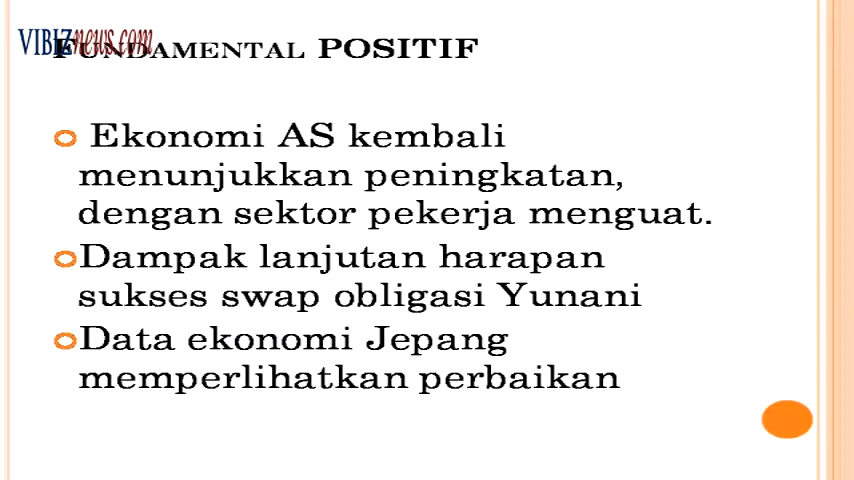 VIBIZnews.com
FUNDAMENTAL POSITIF
Ekonomi AS kembali
menunjukkan peningkatan,
dengan sektor pekerja menguat.
Dampak lanjutan harapan
sukses swap obligasi Yunani
Data ekonomi Jepang
memperlihatkan perbaikan